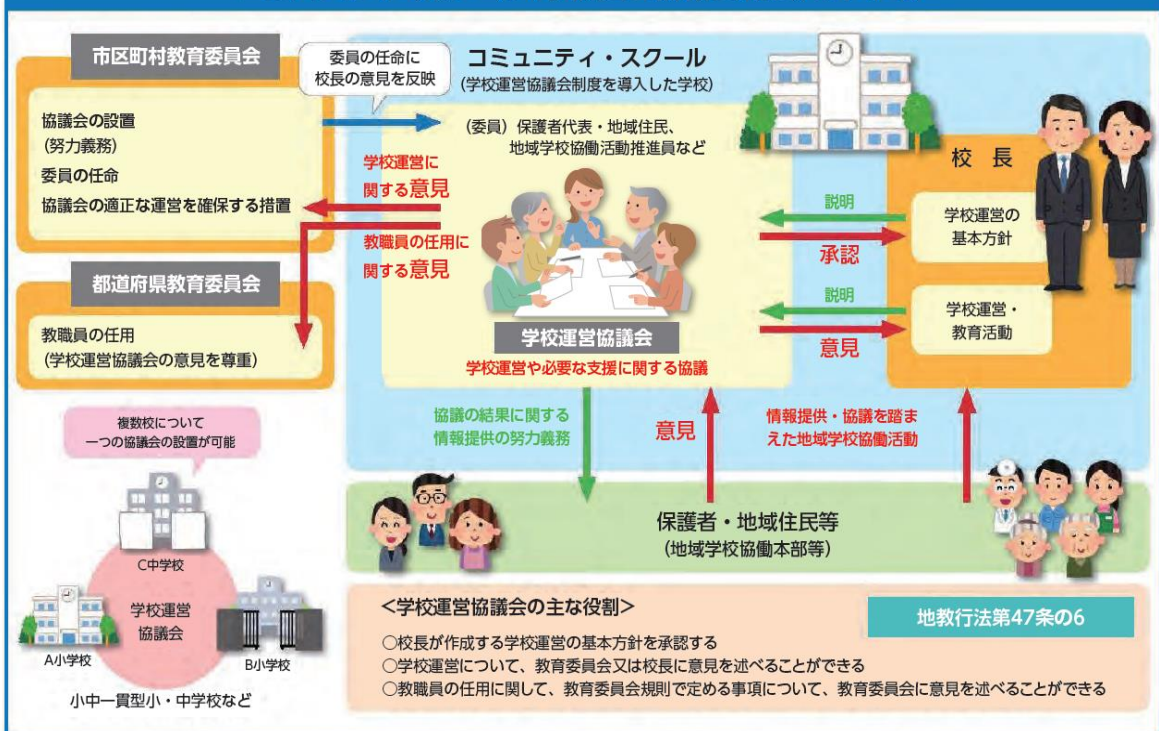 市区町村教育委員会
協議会の設置
(努力義務)
委員の任命
協議会の適正な運営を確保する措置
都道府県教育委員会
教職員の任用
(学校運営協議会の意見を尊重)
委員の任命に
校長の意見を反映
コミュニティ・スクール
(学校運営協議会制度を導入した学校)
(委員) 保護者代表・地域住民、
地域学校協働活動推進員など
学校運営に
関する意見
教職員の任用に
関する意見
学校運営協議会
学校運営や必要な支援に関する協議
校 長
説明
承認
学校運営の
基本方針
説明
意見
学校運営・
教育活動
協議の結果に関する
情報提供の努力義務
意見
情報提供・協議を踏ま
えた地域学校協働活動
保護者・地域住民等
(地域学校協働本部等)
複数校について
一つの協議会の設置が可能
C中学校
学校運営
協議会
A小学校
B小学校
小中一貫型小・中学校など
<学校運営協議会の主な役割>
地教行法第47条の6
○校長が作成する学校運営の基本方針を承認する
○学校運営について、教育委員会又は校長に意見を述べることができる
○教職員の任用に関して、教育委員会規則で定める事項について、教育委員会に意見を述べることができる